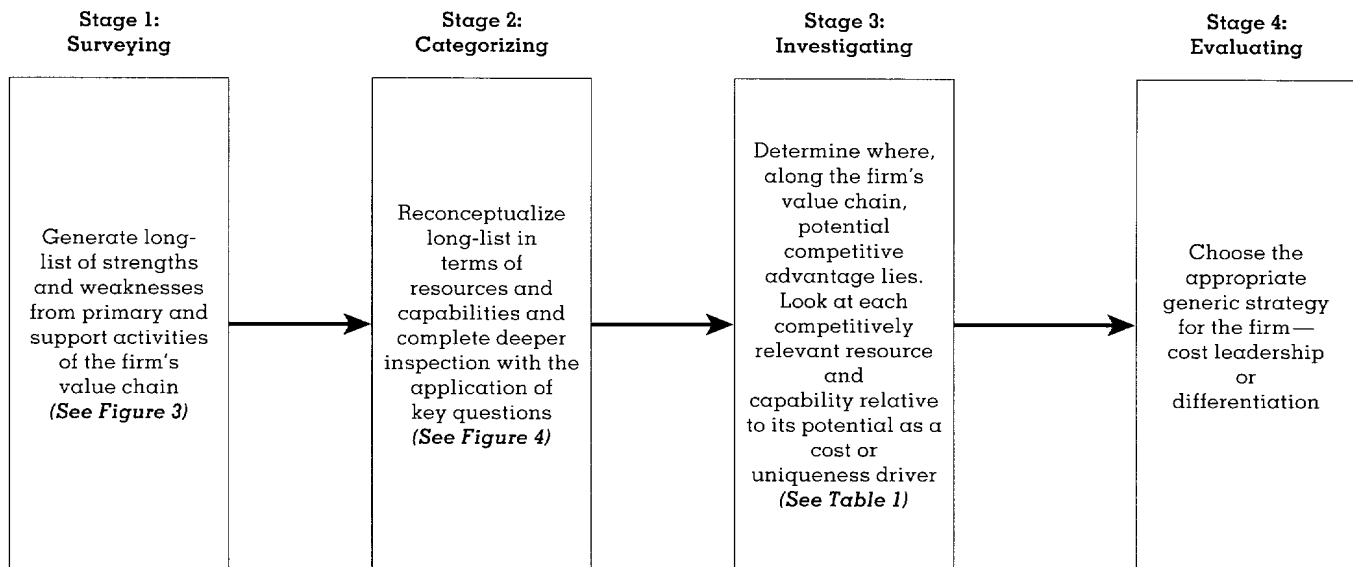 Stage 1:
Surveying
Generate long-
list of strengths
and weaknesses
from primary and
support activities
of the firm's
value chain
(See Figure 3)
Stage 2:
Categorizing
Reconceptualize
long-list in
terms of
resources and
capabilities and
complete deeper
inspection with the
application of
key questions
(See Figure 4)
Stage 3:
Investigating
Determine where,
along the firm's
value chain,
potential
competitive
advantage lies.
Look at each
competitively
relevant resource
and
capability relative
to its potential as a
cost or
uniqueness driver
(See Table 1)
Stage 4:
Evaluating
Choose the
appropriate
generic strategy
for the firm—
cost leadership
or
differentiation